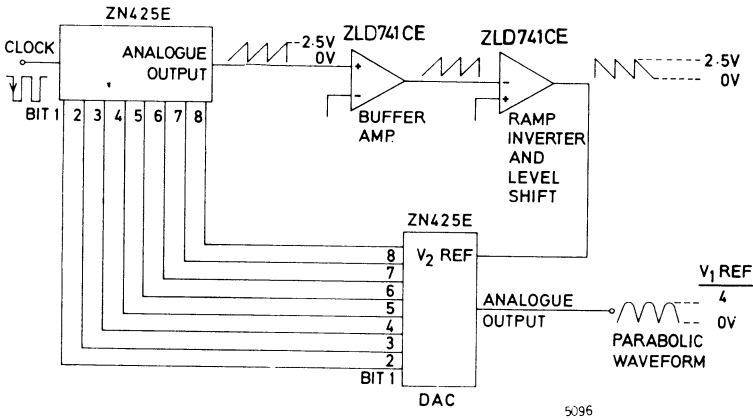 ZN425E
CLOCK
ANALOGUE
OUTPUT
2.5V
0V
ZLD741CE
+
-
BUFFER
AMP.
ZLD741CE
-
+
RAMP
INVERTER
AND
LEVEL
SHIFT
2.5V
0V
BIT 1 2 3 4 5 6 7 8
ZN425E
8
7
6
5
4
3
2
BIT 1
V2 REF
ANALOGUE
OUTPUT
DAC
V1 REF
4
0V
PARABOLIC
WAVEFORM
5096